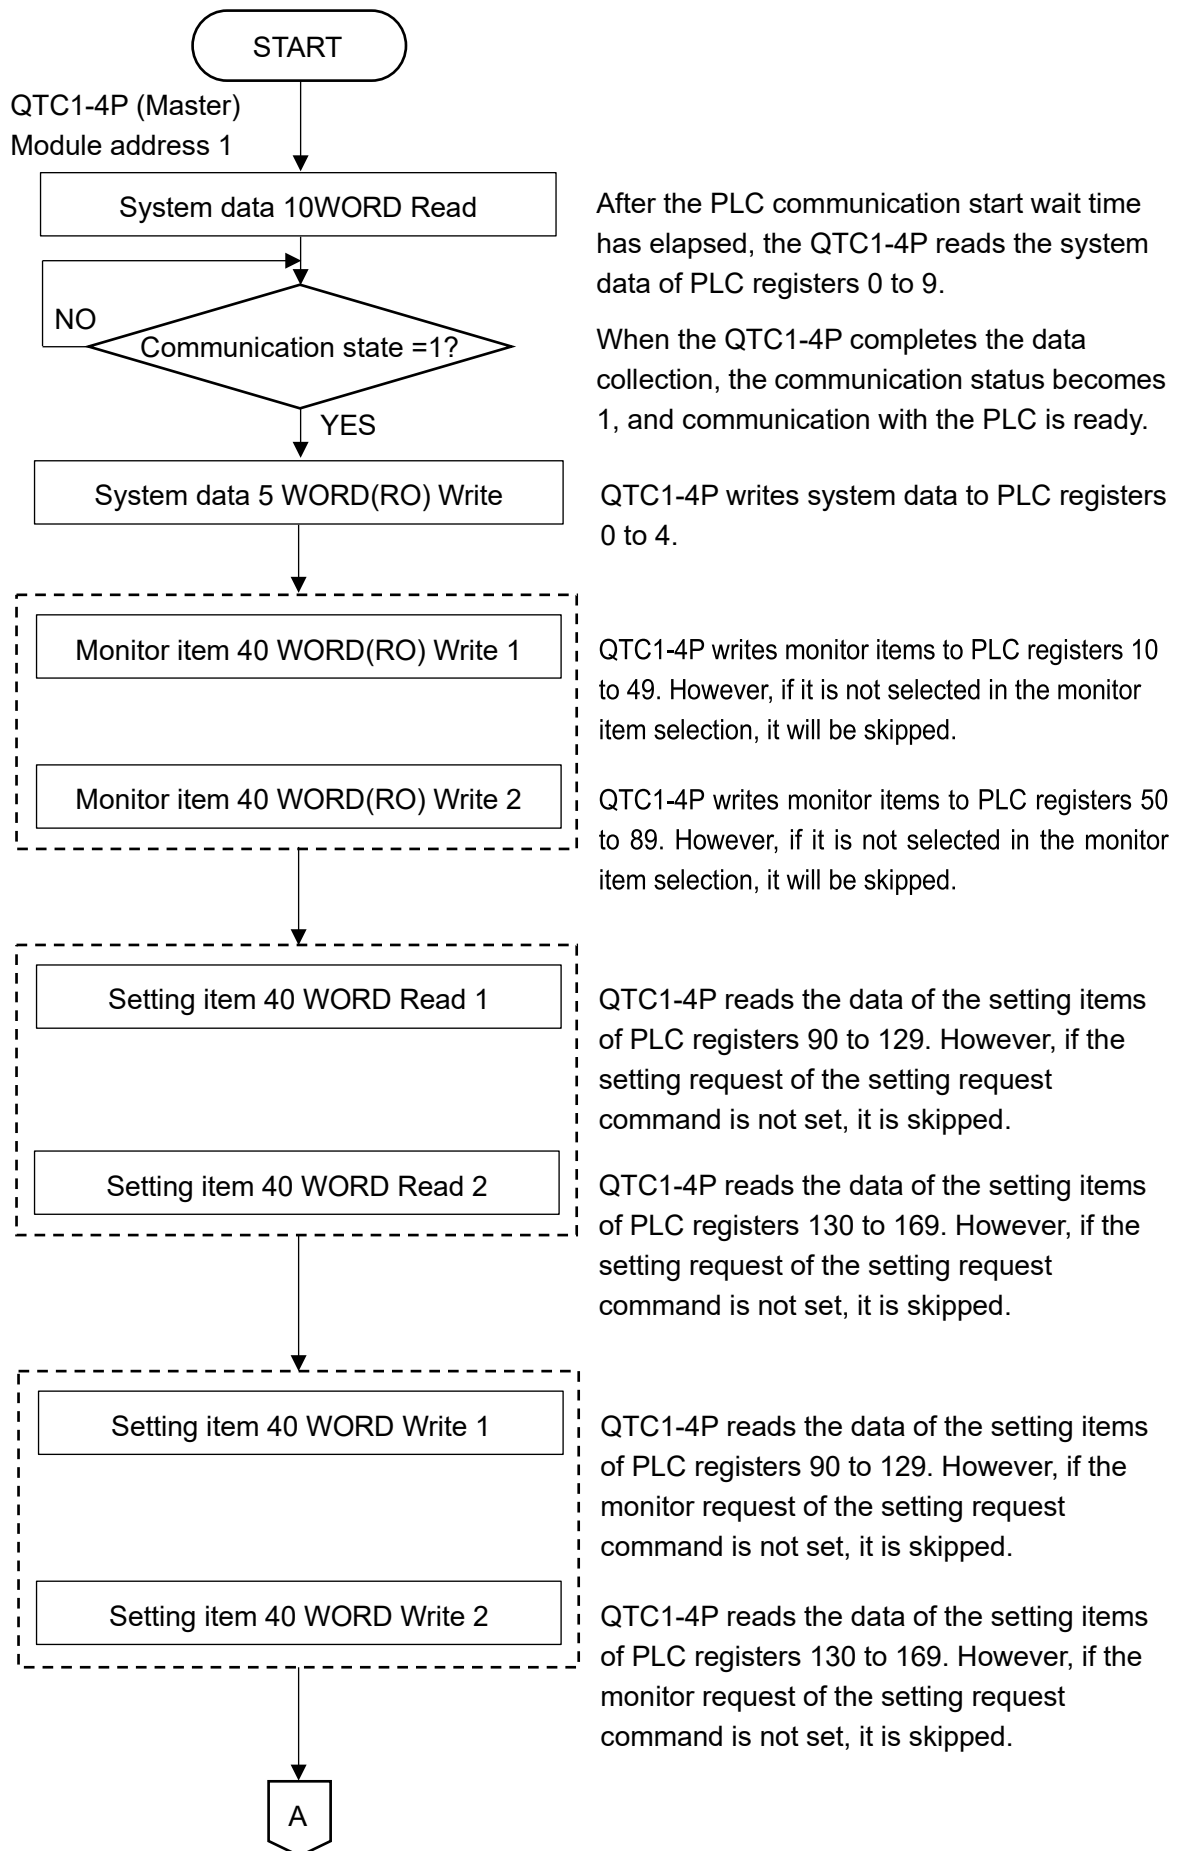 START
QTC1-4P (Master)
Module address 1
System data 10WORD Read
After the PLC communication start wait time
has elapsed, the QTC1-4P reads the system
data of PLC registers 0 to 9.
NO
Communication state =1?
When the QTC1-4P completes the data
collection, the communication status becomes
1, and communication with the PLC is ready.
YES
System data 5 WORD(RO) Write
QTC1-4P writes system data to PLC registers
0 to 4.
Monitor item 40 WORD(RO) Write 1
QTC1-4P writes monitor items to PLC registers 10
to 49. However, if it is not selected in the monitor
item selection, it will be skipped.
Monitor item 40 WORD(RO) Write 2
QTC1-4P writes monitor items to PLC registers 50
to 89. However, if it is not selected in the monitor
item selection, it will be skipped.
Setting item 40 WORD Read 1
QTC1-4P reads the data of the setting items
of PLC registers 90 to 129. However, if the
setting request of the setting request
command is not set, it is skipped.
Setting item 40 WORD Read 2
QTC1-4P reads the data of the setting items
of PLC registers 130 to 169. However, if the
setting request of the setting request
command is not set, it is skipped.
Setting item 40 WORD Write 1
QTC1-4P reads the data of the setting items
of PLC registers 90 to 129. However, if the
monitor request of the setting request
command is not set, it is skipped.
Setting item 40 WORD Write 2
QTC1-4P reads the data of the setting items
of PLC registers 130 to 169. However, if the
monitor request of the setting request
command is not set, it is skipped.
A